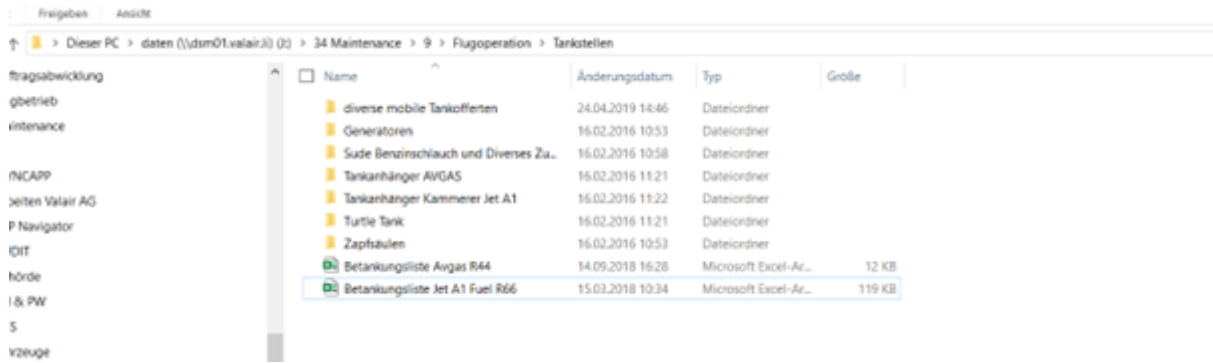 Freigeben Ansicht
Dieser PC > daten (\\dsm01.valair.li) (J:) > 34 Maintenance > 9 > Flugoperation > Tankstellen
ftragsabwicklung
gbetrieb
intenance
YNCAPP
beiten Valair AG
P Navigator
DIT
hörde
& PW
S
rzeuge
Name Änderungsdatum Typ Größe
diverse mobile Tankofferten 24.04.2019 14:46 Dateiordner
Generatoren 16.02.2016 10:53 Dateiordner
Sude Benzinschlauch und Diverses Zu... 16.02.2016 10:58 Dateiordner
Tankanhänger AVGAS 16.02.2016 11:21 Dateiordner
Tankanhänger Kammerer Jet A1 16.02.2016 11:22 Dateiordner
Turtle Tank 16.02.2016 11:21 Dateiordner
Zapfsäulen 16.02.2016 10:53 Dateiordner
Betankungsliste Avgas R44 14.09.2018 16:28 Microsoft Excel-Ar... 12 KB
Betankungsliste Jet A1 Fuel R66 15.03.2018 10:34 Microsoft Excel-Ar... 119 KB